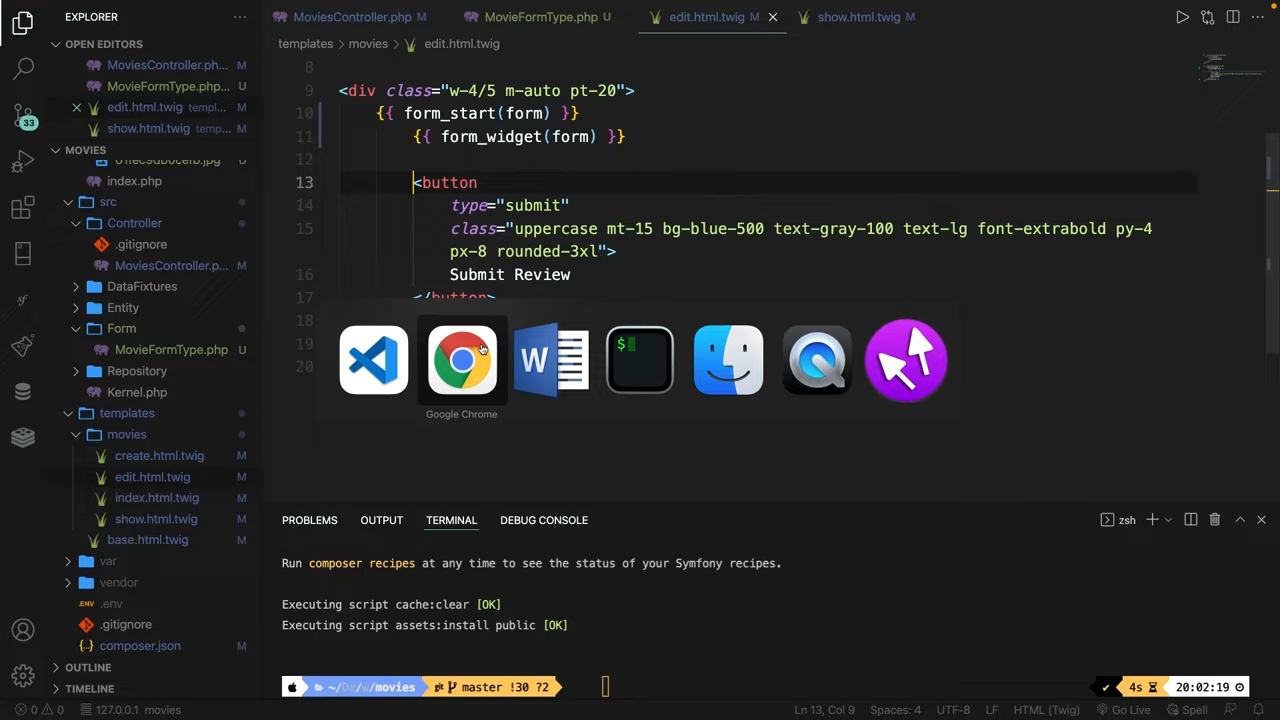 EXPLORER
OPEN EDITORS
MoviesController.ph... M
MovieFormType.php... U
edit.html.twig templ... M
show.html.twig temp... M
MOVIES
index.php
src
Controller
.gitignore
MoviesController.p... M
DataFixtures
Entity
Form
MovieFormType.php U
Repository
Kernel.php
templates
movies
create.html.twig M
edit.html.twig M
index.html.twig M
show.html.twig M
base.html.twig M
var
vendor
.env
.gitignore
composer.json M
OUTLINE
TIMELINE
33
MoviesController.php M
MovieFormType.php U
edit.html.twig M
show.html.twig M
templates > movies > edit.html.twig
8
9 <div class="w-4/5 m-auto pt-20">
10 {{ form_start(form) }}
11 {{ form_widget(form) }}
12
13 <button
14 type="submit"
15 class="uppercase mt-15 bg-blue-500 text-gray-100 text-lg font-extrabold py-4
px-8 rounded-3xl">
16 Submit Review
17 </button>
18
19
20
W
$
Google Chrome
PROBLEMS OUTPUT TERMINAL DEBUG CONSOLE
zsh
Run composer recipes at any time to see the status of your Symfony recipes.
Executing script cache:clear [OK]
Executing script assets:install public [OK]
~/De/w/movies master !30 ?2
4s 20:02:19
0 0 127.0.0.1 movies
Ln 13, Col 9 Spaces: 4 UTF-8 LF HTML (Twig) Go Live Spell